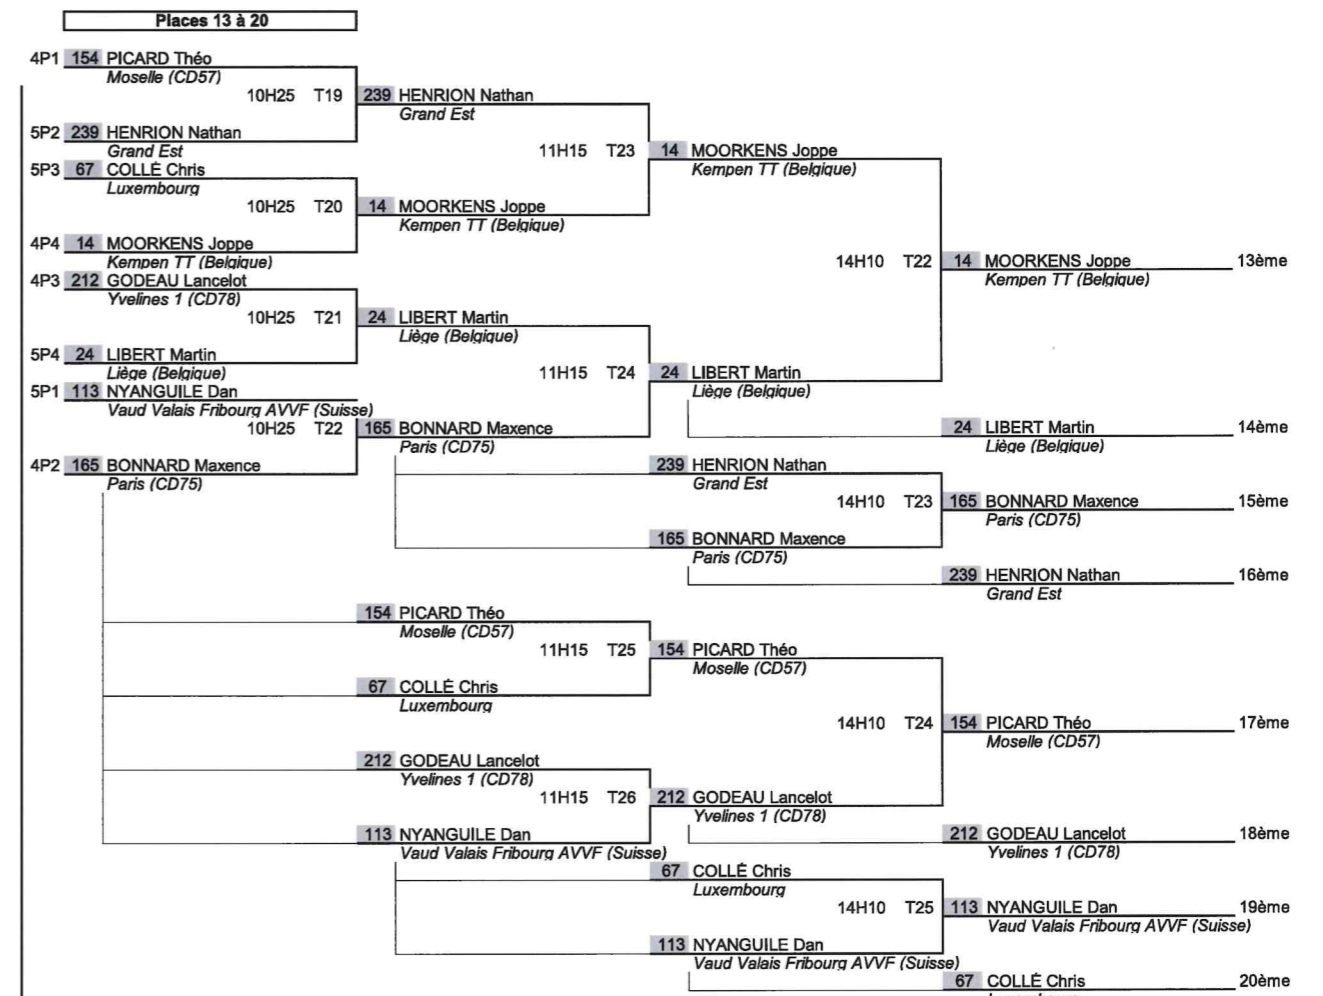 Places 13 à 20
4P1 154 PICARD Théo
Moselle (CD57)
10H25 T19 239 HENRION Nathan
Grand Est
5P2 239 HENRION Nathan
Grand Est
11H15 T23 14 MOORKENS Joppe
Kempen TT (Belgique)
5P3 67 COLLÉ Chris
Luxembourg
10H25 T20 14 MOORKENS Joppe
Kempen TT (Belgique)
4P4 14 MOORKENS Joppe
Kempen TT (Belgique)
14H10 T22 14 MOORKENS Joppe 13ème
Kempen TT (Belgique)
4P3 212 GODEAU Lancelot
Yvelines 1 (CD78)
10H25 T21 24 LIBERT Martin
Liège (Belgique)
5P4 24 LIBERT Martin
Liège (Belgique)
11H15 T24 24 LIBERT Martin
Liège (Belgique)
5P1 113 NYANGUILE Dan
Vaud Valais Fribourg AVVF (Suisse)
10H25 T22 165 BONNARD Maxence
Paris (CD75)
24 LIBERT Martin 14ème
Liège (Belgique)
4P2 165 BONNARD Maxence
Paris (CD75)
239 HENRION Nathan
Grand Est
14H10 T23 165 BONNARD Maxence 15ème
Paris (CD75)
165 BONNARD Maxence
Paris (CD75)
239 HENRION Nathan 16ème
Grand Est
154 PICARD Théo
Moselle (CD57)
11H15 T25 154 PICARD Théo
Moselle (CD57)
67 COLLÉ Chris
Luxembourg
14H10 T24 154 PICARD Théo 17ème
Moselle (CD57)
212 GODEAU Lancelot
Yvelines 1 (CD78)
11H15 T26 212 GODEAU Lancelot
Yvelines 1 (CD78)
113 NYANGUILE Dan
Vaud Valais Fribourg AVVF (Suisse)
212 GODEAU Lancelot 18ème
Yvelines 1 (CD78)
67 COLLÉ Chris
Luxembourg
14H10 T25 113 NYANGUILE Dan 19ème
Vaud Valais Fribourg AVVF (Suisse)
113 NYANGUILE Dan
Vaud Valais Fribourg AVVF (Suisse)
67 COLLÉ Chris 20ème